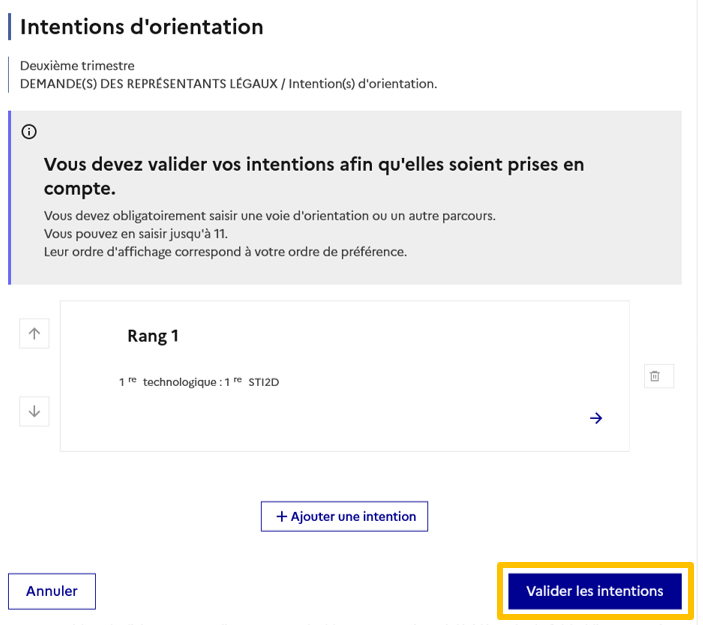 Intentions d'orientation
Deuxième trimestre
DEMANDE(S) DES REPRÉSENTANTS LÉGAUX / Intention(s) d'orientation.
Vous devez valider vos intentions afin qu'elles soient prises en
compte.
Vous devez obligatoirement saisir une voie d'orientation ou un autre parcours.
Vous pouvez en saisir jusqu'à 11.
Leur ordre d'affichage correspond à votre ordre de préférence.
Rang 1
1 re technologique : 1 re STI2D
+ Ajouter une intention
Annuler
Valider les intentions